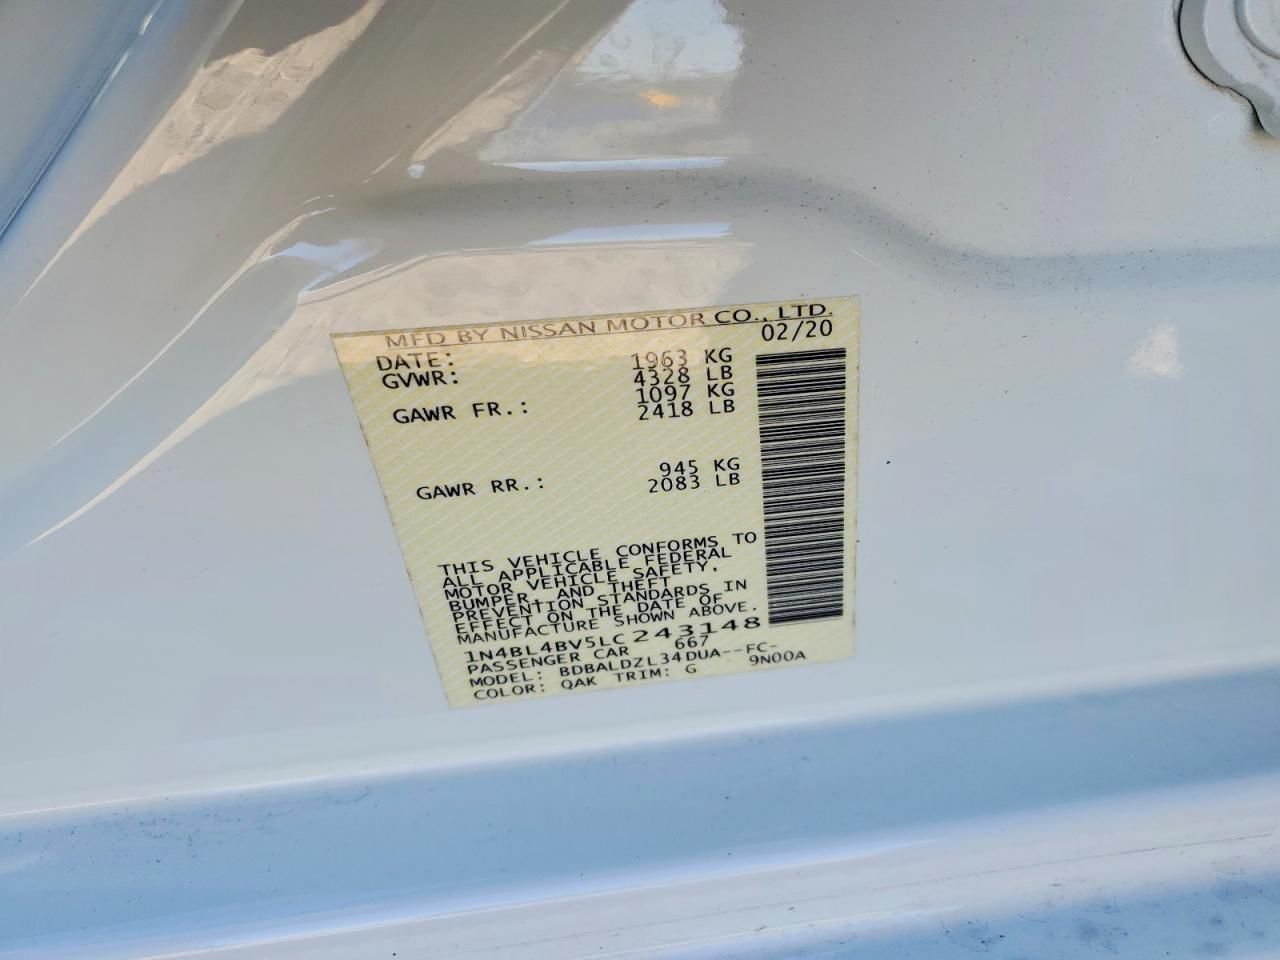 MFD BY NISSAN MOTOR CO., LTD.
DATE: 02/20
GVWR: 1963 KG
4328 LB
GAWR FR.: 1097 KG
2418 LB
GAWR RR.: 945 KG
2083 LB
THIS VEHICLE CONFORMS TO
ALL APPLICABLE FEDERAL
MOTOR VEHICLE SAFETY,
BUMPER, AND THEFT
PREVENTION STANDARDS IN
EFFECT ON THE DATE OF
MANUFACTURE SHOWN ABOVE.
1N4BL4BV5LC243148
PASSENGER CAR 667
MODEL: BDBALDZL34DUA--FC-
COLOR: QAK TRIM: G 9N00A